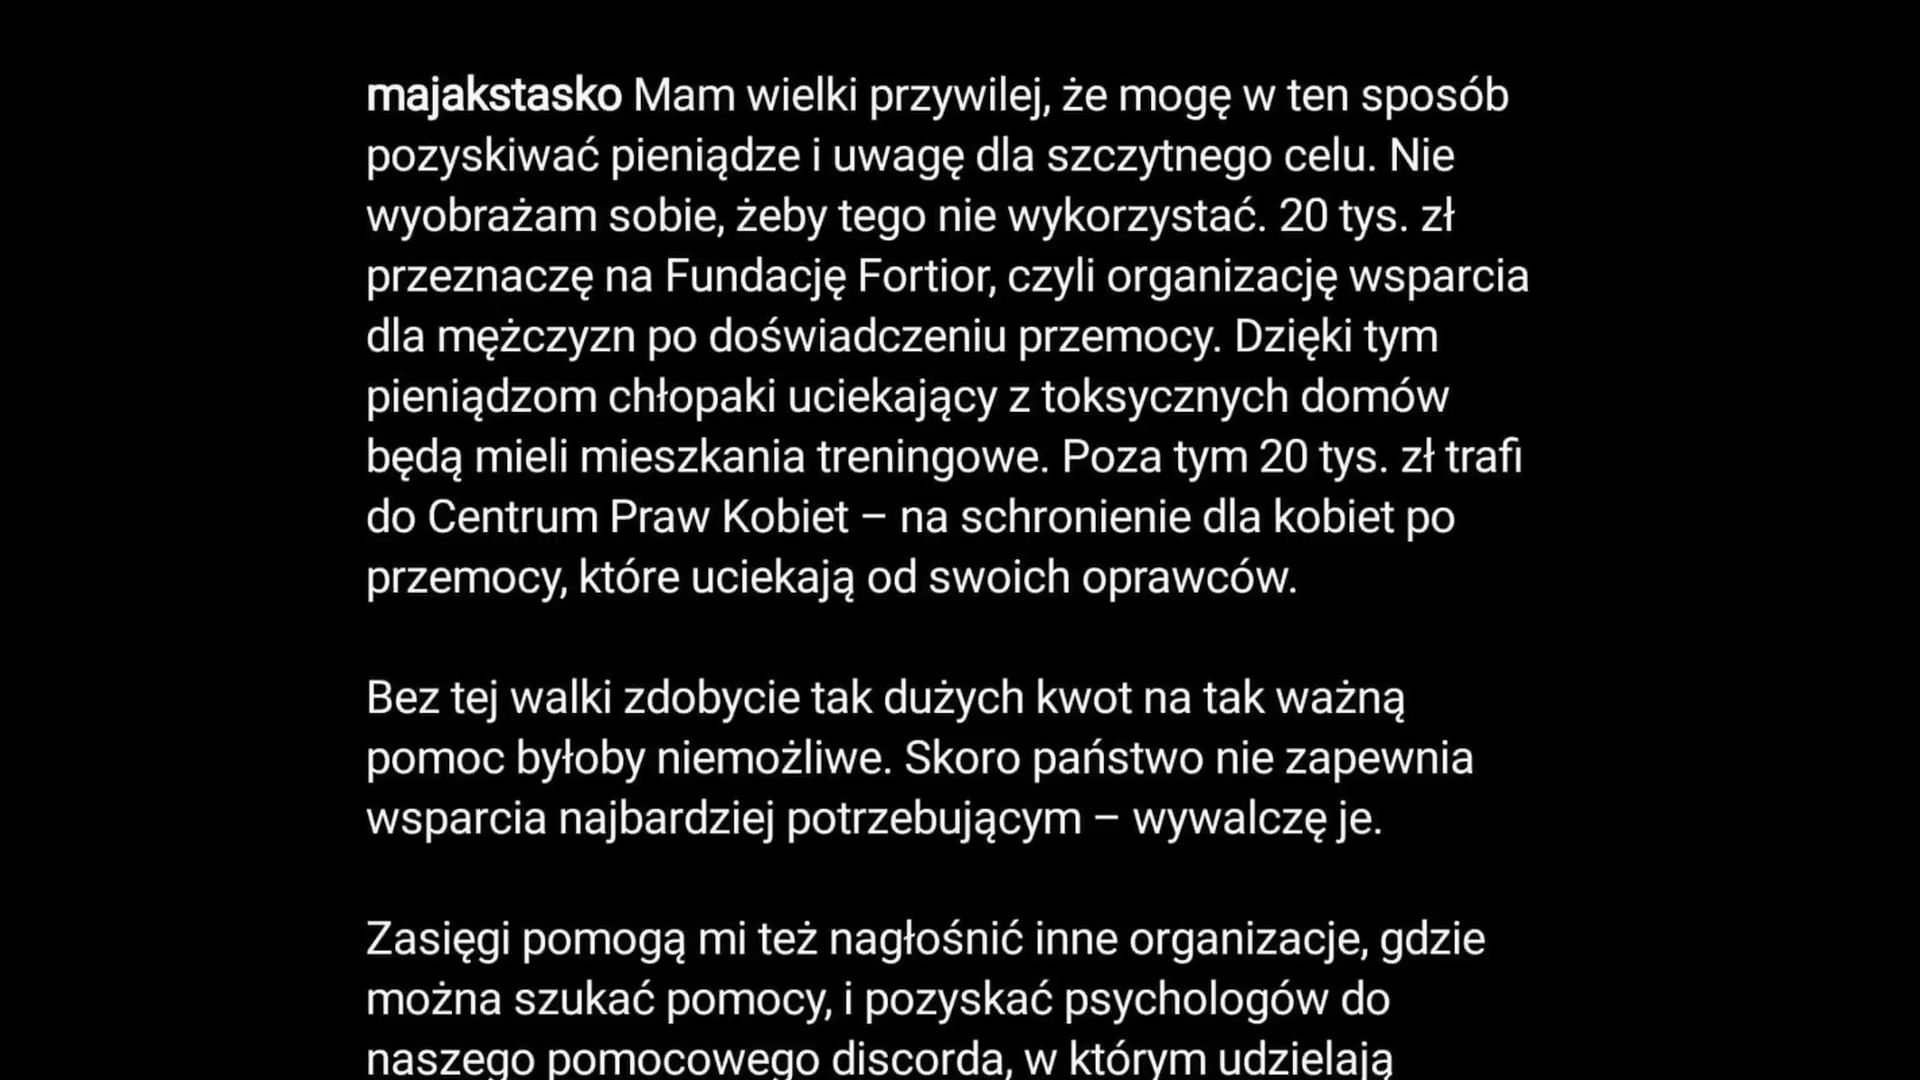 majakstasko Mam wielki przywilej, że mogę w ten sposób
pozyskiwać pieniądze i uwagę dla szczytnego celu. Nie
wyobrażam sobie, żeby tego nie wykorzystać. 20 tys. zł
przeznaczę na Fundację Fortior, czyli organizację wsparcia
dla mężczyzn po doświadczeniu przemocy. Dzięki tym
pieniądzom chłopaki uciekający z toksycznych domów
będą mieli mieszkania treningowe. Poza tym 20 tys. zł trafi
do Centrum Praw Kobiet – na schronienie dla kobiet po
przemocy, które uciekają od swoich oprawców.
Bez tej walki zdobycie tak dużych kwot na tak ważną
pomoc byłoby niemożliwe. Skoro państwo nie zapewnia
wsparcia najbardziej potrzebującym – wywalczę je.
Zasięgi pomogą mi też nagłośnić inne organizacje, gdzie
można szukać pomocy, i pozyskać psychologów do
naszego pomocowego discorda, w którym udzielają